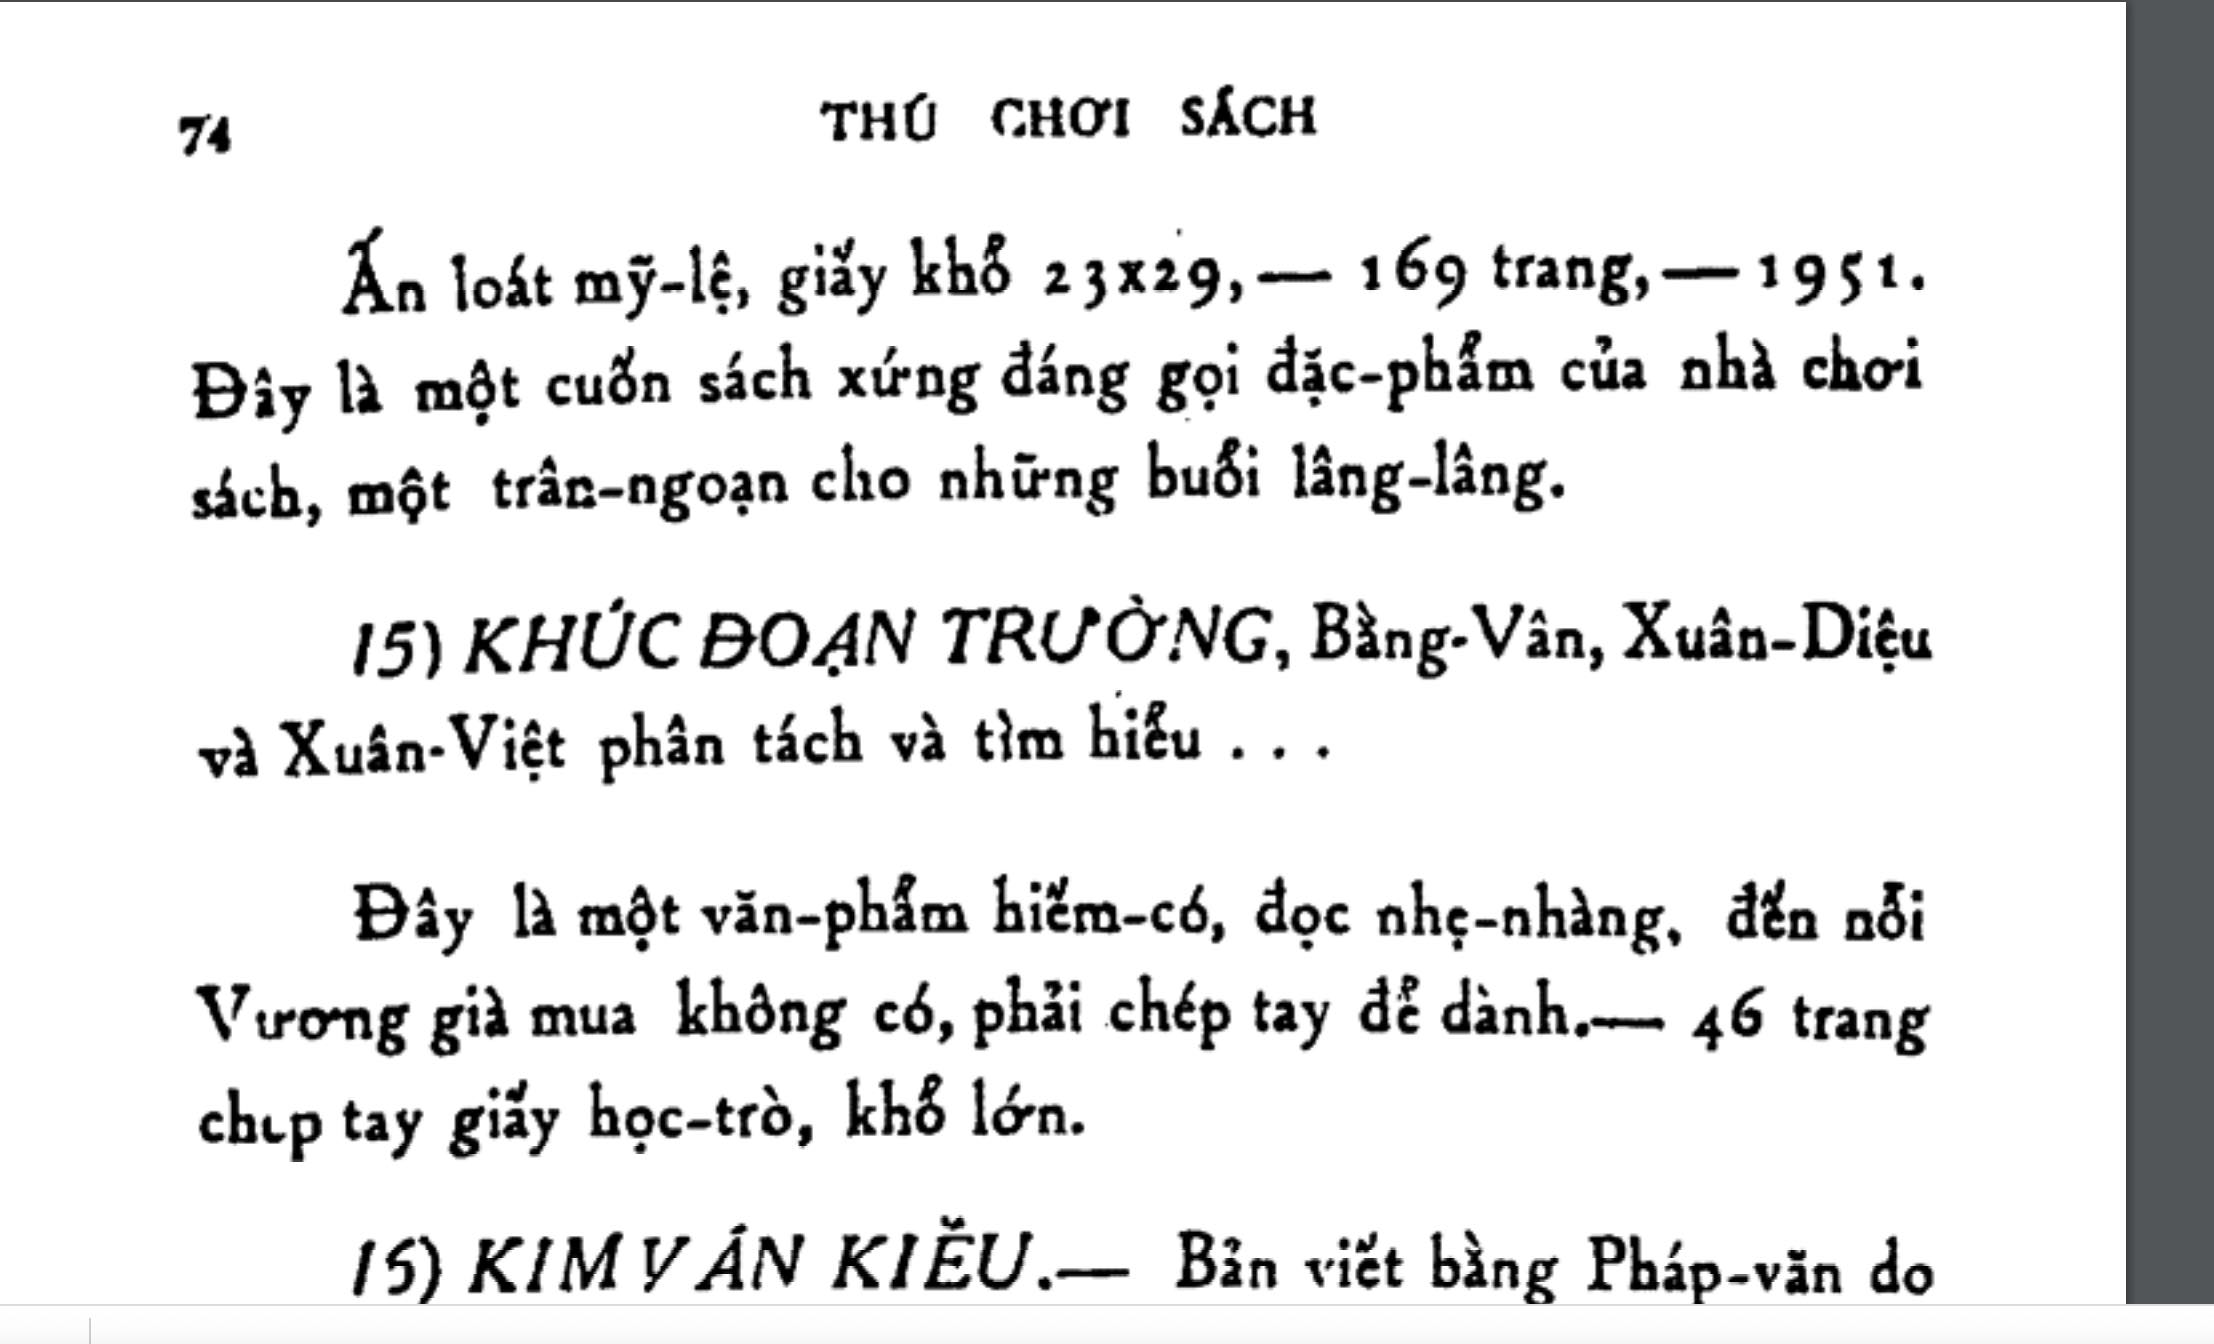 74 THÚ CHƠI SÁCH
Ấn loát mỹ-lệ, giấy khổ 23x29,— 169 trang,— 1951.
Đây là một cuốn sách xứng đáng gọi đặc-phẩm của nhà chơi
sách, một trân-ngoạn cho những buổi lâng-lâng.
15) KHÚC ĐOẠN TRƯỜNG, Bằng-Vân, Xuân-Diệu
và Xuân-Việt phân tách và tìm hiểu . . .
Đây là một văn-phẩm hiếm-có, đọc nhẹ-nhàng, đến nỗi
Vương già mua không có, phải chép tay để dành.— 46 trang
chép tay giấy học-trò, khổ lớn.
15) KIM VÂN KIỀU.— Bản viết bằng Pháp-văn do